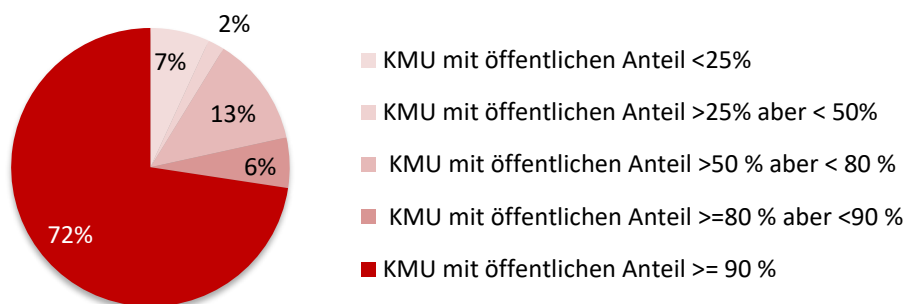 2%
7%
13%
6%
72%
KMU mit öffentlichen Anteil <25%
KMU mit öffentlichen Anteil >25% aber < 50%
KMU mit öffentlichen Anteil >50 % aber < 80 %
KMU mit öffentlichen Anteil >=80 % aber <90 %
KMU mit öffentlichen Anteil >= 90 %